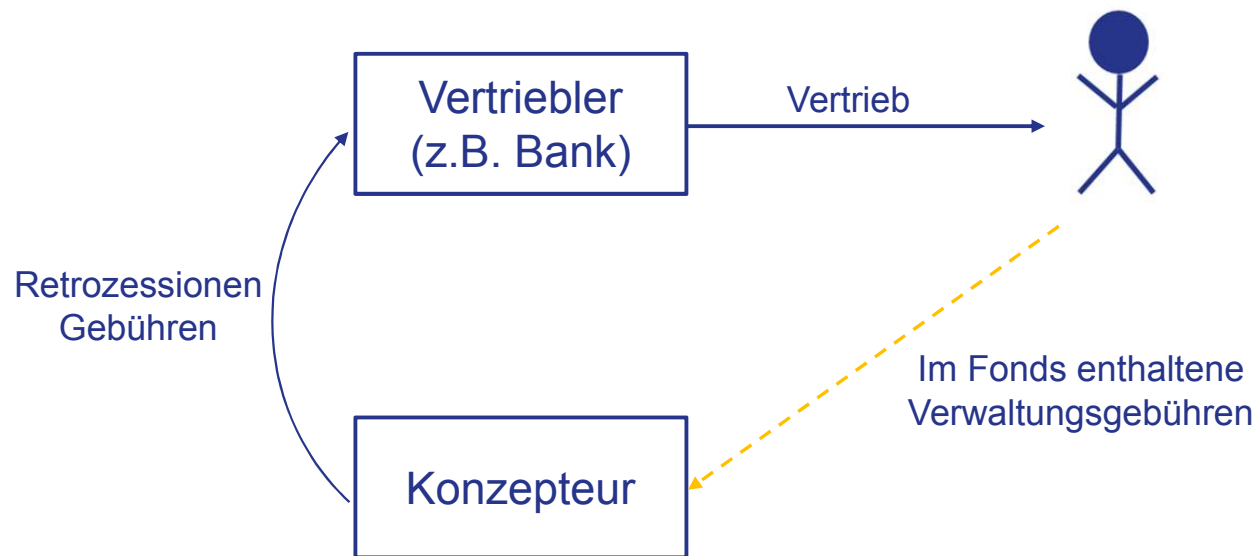 Vertriebler
(z.B. Bank)
Vertrieb
Retrozessionen
Gebühren
Im Fonds enthaltene
Verwaltungsgebühren
Konzepteur